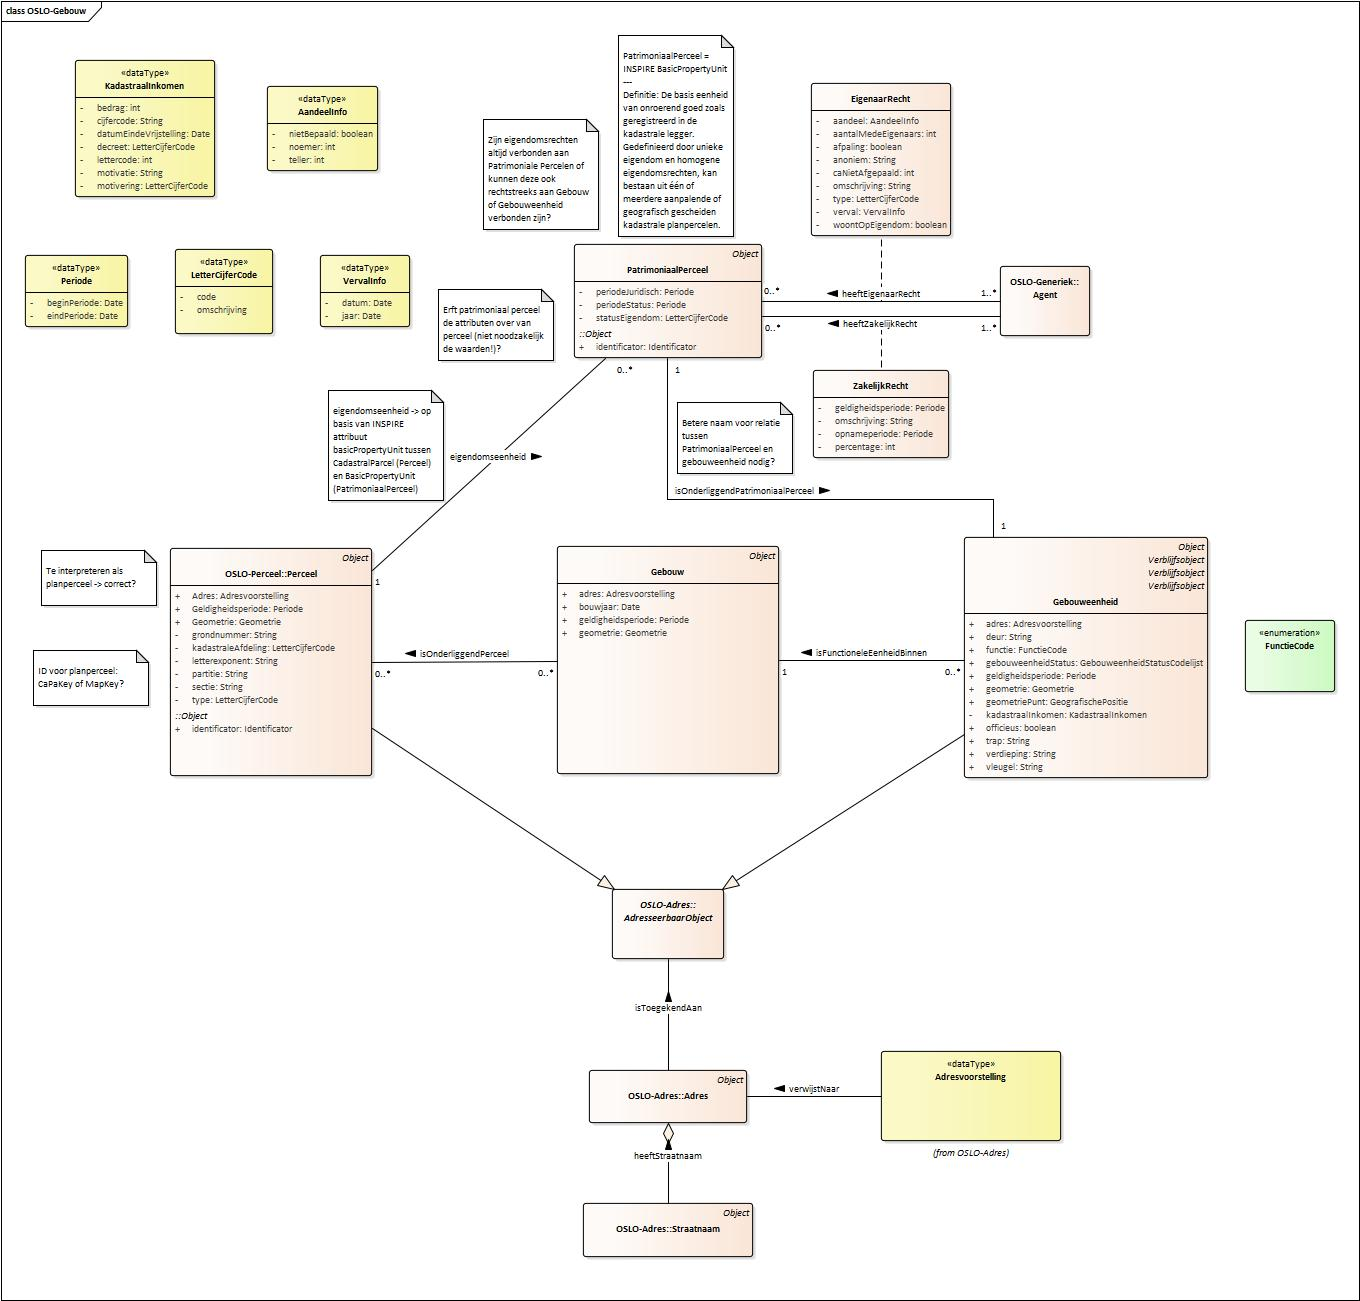 class OSLO-Gebouw
«dataType»
KadastraalInkomen
- bedrag: int
- cijfercode: String
- datumEindeVrijstelling: Date
- decreet: LetterCijferCode
- lettercode: int
- motivatie: String
- motivering: LetterCijferCode
«dataType»
AandeelInfo
- nietBepaald: boolean
- noemer: int
- teller: int
Zijn eigendomsrechten
altijd verbonden aan
Patrimoniale Percelen of
kunnen deze ook
rechtstreeks aan Gebouw
of Gebouweenheid
verbonden zijn?
PatrimoniaalPerceel =
INSPIRE BasicPropertyUnit
---
Definitie: De basis eenheid
van onroerend goed zoals
geregistreerd in de
kadastrale legger.
Gedefinieerd door unieke
eigendom en homogene
eigendomsrechten, kan
bestaan uit één of
meerdere aanpalende of
geografisch gescheiden
kadastrale planpercelen.
EigenaarRecht
- aandeel: AandeelInfo
- aantalMedeEigenaars: int
- afpaling: boolean
- anoniem: String
- caNietAfgepaald: int
- omschrijving: String
- type: LetterCijferCode
- verval: VervalInfo
- woontOpEigendom: boolean
«dataType»
Periode
- beginPeriode: Date
- eindPeriode: Date
«dataType»
LetterCijferCode
- code
- omschrijving
«dataType»
VervalInfo
- datum: Date
- jaar: Date
Erft patrimoniaal perceel
de attributen over van
perceel (niet noodzakelijk
de waarden!)?
Object
PatrimoniaalPerceel
- periodeJuridisch: Periode
- periodeStatus: Periode
- statusEigendom: LetterCijferCode
::Object
+ identificator: Identificator
0..*
heeftEigenaarRecht
1..*
0..*
heeftZakelijkRecht
1..*
OSLO-Generiek::
Agent
ZakelijkRecht
- geldigheidsperiode: Periode
- omschrijving: String
- opnameperiode: Periode
- percentage: int
0..*
1
eigendomseenheid -> op
basis van INSPIRE
attribuut
basicPropertyUnit tussen
CadastralParcel (Perceel)
en BasicPropertyUnit
(PatrimoniaalPerceel)
eigendomseenheid
Betere naam voor relatie
tussen
PatrimoniaalPerceel en
gebouweenheid nodig?
isOnderliggendPatrimoniaalPerceel
1
Te interpreteren als
planperceel -> correct?
ID voor planperceel:
CaPaKey of MapKey?
Object
OSLO-Perceel::Perceel
+ Adres: Adresvoorstelling
+ Geldigheidsperiode: Periode
+ Geometrie: Geometrie
- grondnummer: String
- kadastraleAfdeling: LetterCijferCode
- letterexponent: String
- partitie: String
- sectie: String
- type: LetterCijferCode
::Object
+ identificator: Identificator
1
isOnderliggendPerceel
0..*
0..*
Object
Gebouw
+ adres: Adresvoorstelling
+ bouwjaar: Date
+ geldigheidsperiode: Periode
+ geometrie: Geometrie
isFunctioneleEenheidBinnen
1
0..*
Object
Verblijfsobject
Verblijfsobject
Verblijfsobject
Gebouweenheid
+ adres: Adresvoorstelling
+ deur: String
+ functie: FunctieCode
+ gebouweenheidStatus: GebouweenheidStatusCodelijst
+ geldigheidsperiode: Periode
+ geometrie: Geometrie
+ geometriePunt: GeografischePositie
- kadastraalInkomen: KadastraalInkomen
+ officieus: boolean
+ trap: String
+ verdieping: String
+ vleugel: String
«enumeration»
FunctieCode
OSLO-Adres::
AdresseerbaarObject
isToegekendAan
Object
OSLO-Adres::Adres
verwijstNaar
«dataType»
Adresvoorstelling
(from OSLO-Adres)
heeftStraatnaam
Object
OSLO-Adres::Straatnaam